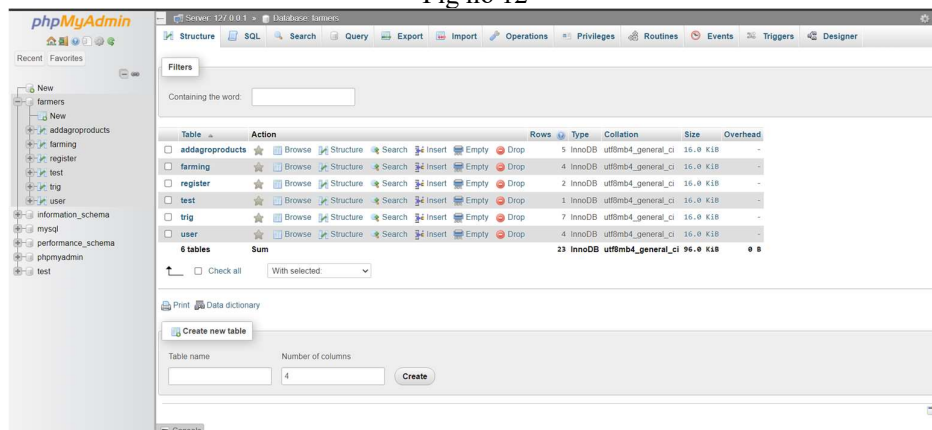 Fig no 12
phpMyAdmin
Recent Favorites
New
farmers
New
addagroproducts
farming
register
test
trig
user
information_schema
mysql
performance_schema
phpmyadmin
test
Server: 127.0.0.1 » Database: farmers
Structure SQL Search Query Export Import Operations Privileges Routines Events Triggers Designer
Filters
Containing the word:
Table Action Rows Type Collation Size Overhead
addagroproducts Browse Structure Search Insert Empty Drop 5 InnoDB utf8mb4_general_ci 16.0 KiB -
farming Browse Structure Search Insert Empty Drop 4 InnoDB utf8mb4_general_ci 16.0 KiB -
register Browse Structure Search Insert Empty Drop 2 InnoDB utf8mb4_general_ci 16.0 KiB -
test Browse Structure Search Insert Empty Drop 1 InnoDB utf8mb4_general_ci 16.0 KiB -
trig Browse Structure Search Insert Empty Drop 7 InnoDB utf8mb4_general_ci 16.0 KiB -
user Browse Structure Search Insert Empty Drop 4 InnoDB utf8mb4_general_ci 16.0 KiB -
6 tables Sum 23 InnoDB utf8mb4_general_ci 96.0 KiB 0 B
Check all With selected:
Print Data dictionary
Create new table
Table name Number of columns
4 Create
Console